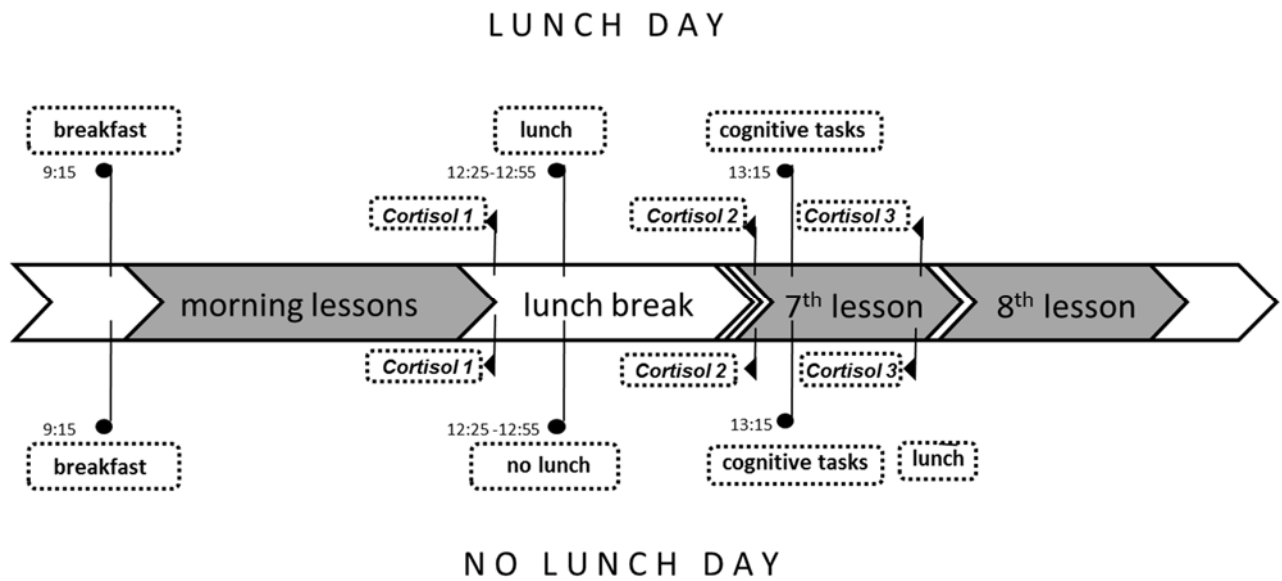 LUNCH DAY
breakfast
lunch
cognitive tasks
9:15
12:25-12:55
13:15
Cortisol 1
Cortisol 2
Cortisol 3
morning lessons
lunch break
7th lesson
8th lesson
Cortisol 1
Cortisol 2
Cortisol 3
9:15
12:25 -12:55
13:15
breakfast
no lunch
cognitive tasks
lunch
NO LUNCH DAY